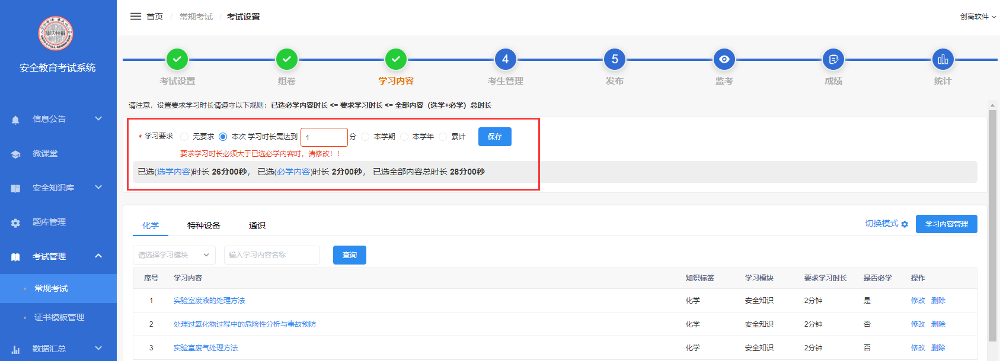 首页 / 常规考试 / 考试设置
创高软件
安全教育考试系统
信息公告
微课堂
安全知识库
题库管理
考试管理
常规考试
证书模板管理
数据汇总
4 5
考试设置 组卷 学习内容 考生管理 发布 监考 成绩 统计
请注意，设置要求学习时长请遵守以下规则：已选必学内容时长 <= 要求学习时长 <= 全部内容（选学+必学）总时长
* 学习要求 无要求 本次 学习时长需达到 1 分 本学期 本学年 累计 保存
要求学习时长必须大于已选必学内容时，请修改！！
已选(选学内容)时长 26分00秒， 已选(必学内容)时长 2分00秒， 已选全部内容总时长 28分00秒
化学 特种设备 通识 切换模式 学习内容管理
请选择学习模块 输入学习内容名称 查询
序号 学习内容 知识标签 学习模块 要求学习时长 是否必学 操作
1 实验室废液的处理方法 化学 安全知识 2分钟 是 修改 删除
2 处理过氧化物过程中的危险性分析与事故预防 化学 安全知识 2分钟 否 修改 删除
3 实验室废气处理方法 化学 安全知识 2分钟 否 修改 删除